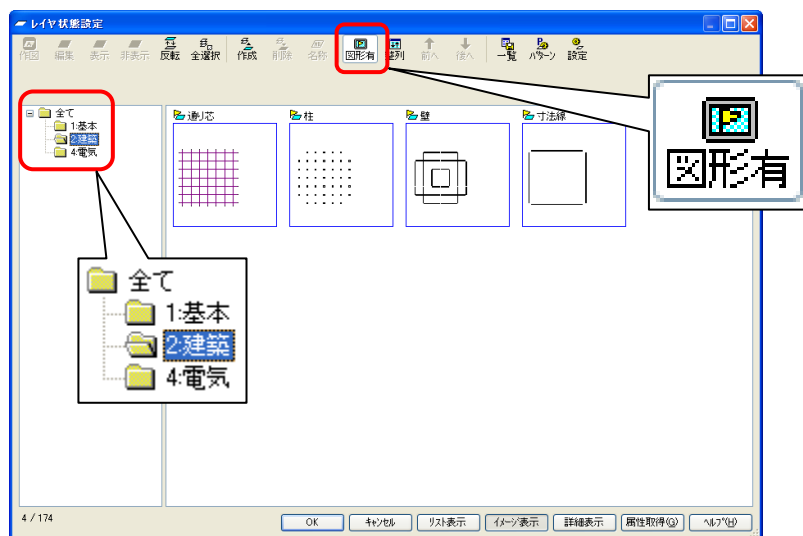 レイヤ状態設定
作図 編集 表示 非表示 反転 全選択 作成 削除 名称 図形有 整列 前へ 後へ 一覧 パターン 設定
図形有
全て
1:基本
2:建築
4:電気
通り芯 柱 壁 寸法線
全て
1:基本
2:建築
4:電気
4 / 174
OK キャンセル リスト表示 イメージ表示 詳細表示 属性取得(G) ヘルプ(H)